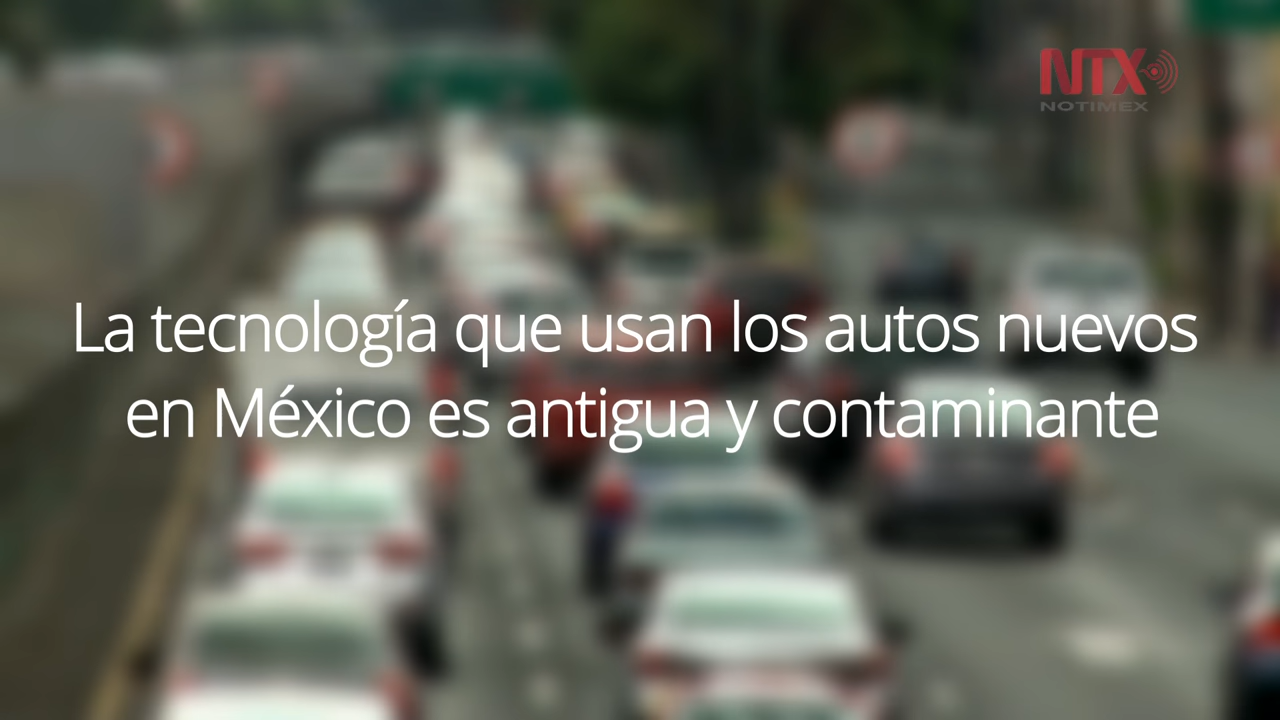 NTX
NOTIMEX
La tecnología que usan los autos nuevos
en México es antigua y contaminante